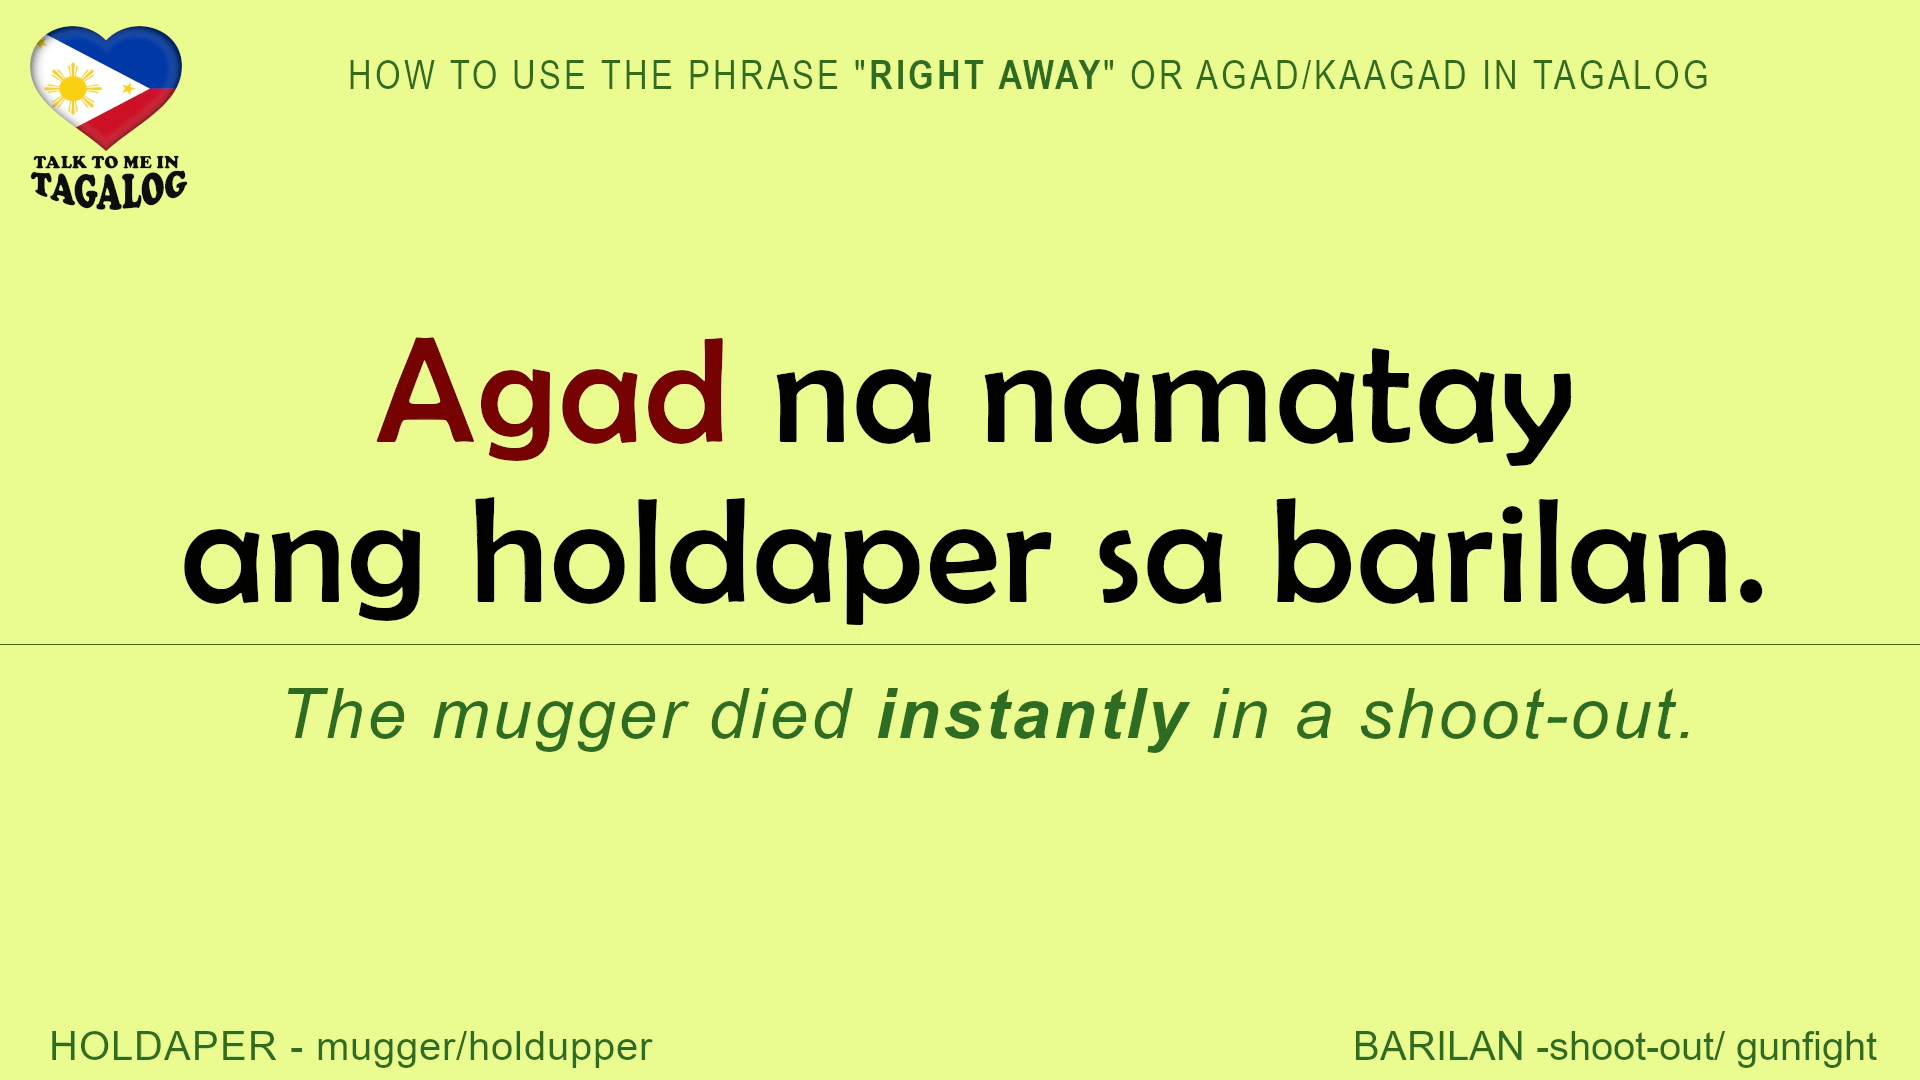 TALK TO ME IN
TAGALOG
HOW TO USE THE PHRASE "RIGHT AWAY" OR AGAD/KAAGAD IN TAGALOG
Agad na namatay
ang holdaper sa barilan.
The mugger died instantly in a shoot-out.
HOLDAPER - mugger/holdupper
BARILAN -shoot-out/ gunfight